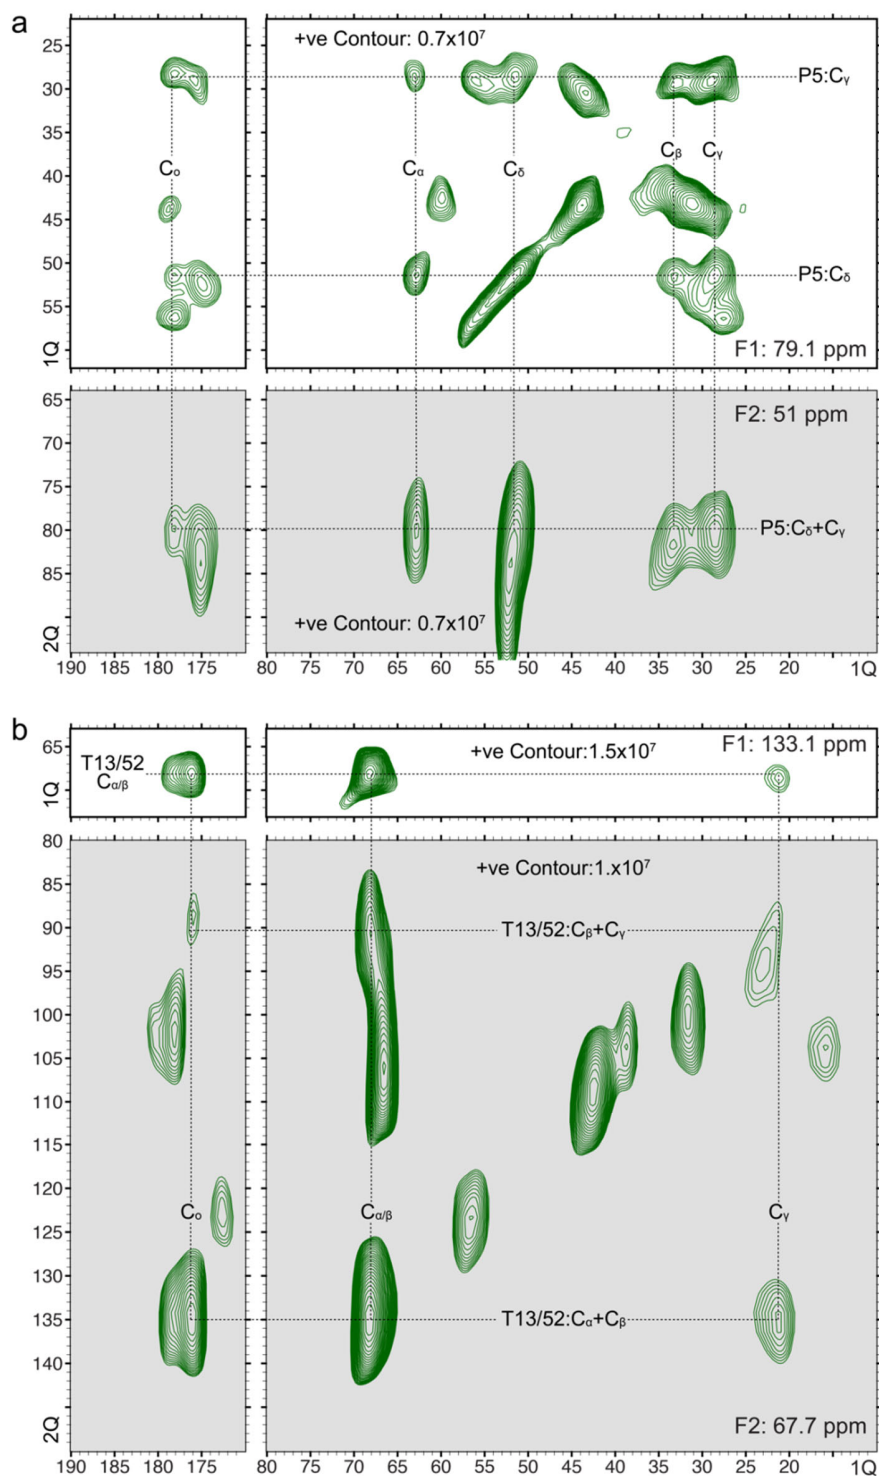 a
+ve Contour: 0.7x10⁷
25
30
35
40
45
50
55
1Q
P5:Cγ
Co
Cα
Cδ
Cβ
Cγ
P5:Cδ
F1: 79.1 ppm
65
70
75
80
85
2Q
F2: 51 ppm
P5:Cδ+Cγ
+ve Contour: 0.7x10⁷
190 185 180 175
80 70 65 60 55 50 45 40 35 30 25 20 1Q
b
65
1Q
T13/52
Cα/β
+ve Contour:1.5x10⁷
F1: 133.1 ppm
80
85
90
95
100
105
110
115
120
125
130
135
140
2Q
+ve Contour:1.x10⁷
T13/52:Cβ+Cγ
Co
Cα/β
Cγ
T13/52:Cα+Cβ
F2: 67.7 ppm
190 185 180 175
80 70 65 60 55 50 45 40 35 30 25 20 1Q